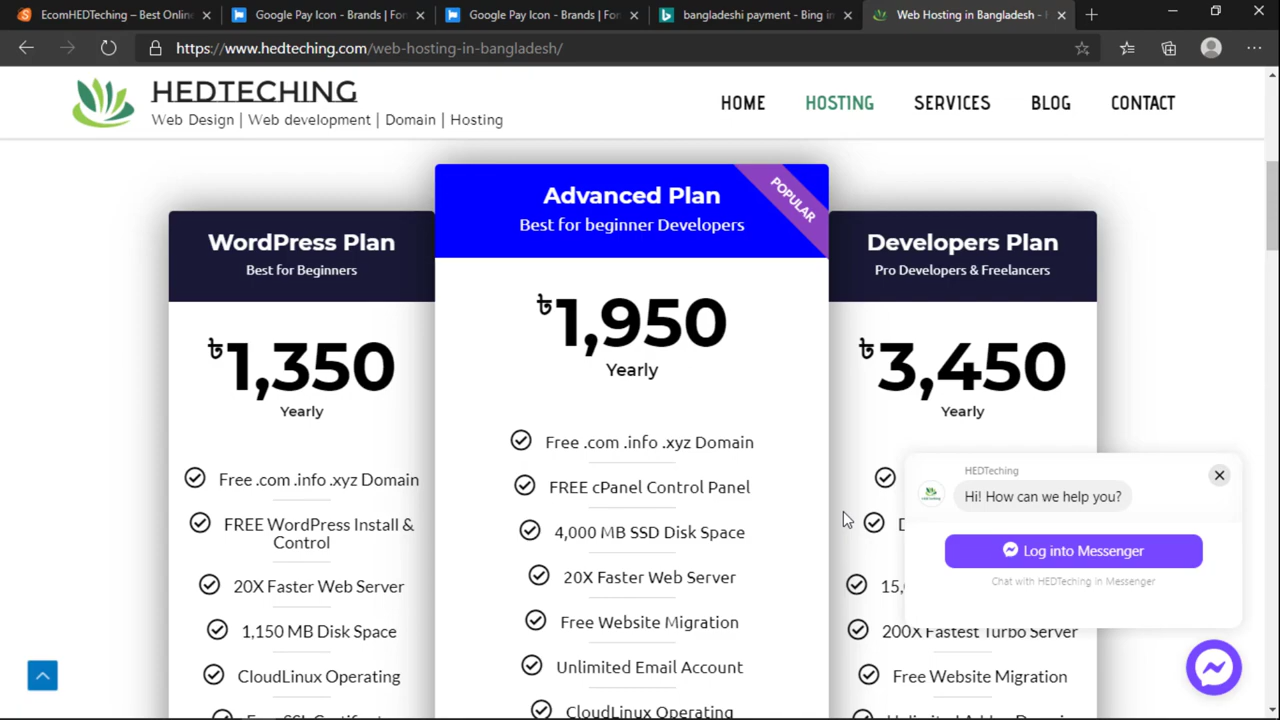 EcomHEDTeching – Best Online
Google Pay Icon - Brands | Fon
Google Pay Icon - Brands | Fon
bangladeshi payment - Bing im
Web Hosting in Bangladesh -
https://www.hedteching.com/web-hosting-in-bangladesh/
HEDTECHING
Web Design | Web development | Domain | Hosting
HOME
HOSTING
SERVICES
BLOG
CONTACT
WordPress Plan
Best for Beginners
৳1,350
Yearly
Free .com .info .xyz Domain
FREE WordPress Install &
Control
20X Faster Web Server
1,150 MB Disk Space
CloudLinux Operating
Advanced Plan
Best for beginner Developers
POPULAR
৳1,950
Yearly
Free .com .info .xyz Domain
FREE cPanel Control Panel
4,000 MB SSD Disk Space
20X Faster Web Server
Free Website Migration
Unlimited Email Account
CloudLinux Operating
Developers Plan
Pro Developers & Freelancers
৳3,450
Yearly
200X Fastest Turbo Server
Free Website Migration
HEDTeching
Hi! How can we help you?
Log into Messenger
Chat with HEDTeching in Messenger